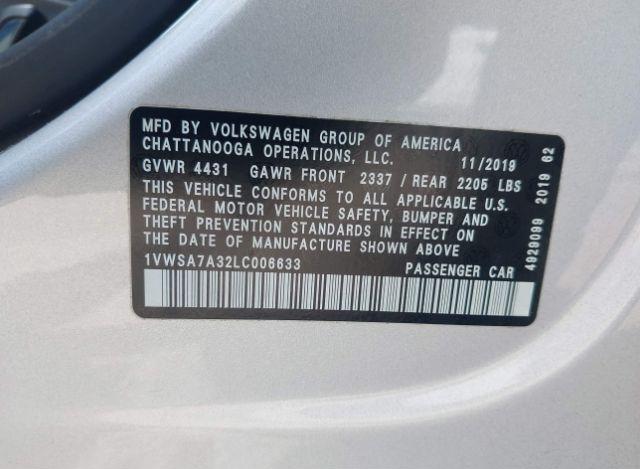 MFD BY VOLKSWAGEN GROUP OF AMERICA
CHATTANOOGA OPERATIONS, LLC. 11/2019
GVWR 4431 GAWR FRONT 2337 / REAR 2205 LBS
THIS VEHICLE CONFORMS TO ALL APPLICABLE U.S.
FEDERAL MOTOR VEHICLE SAFETY, BUMPER AND
THEFT PREVENTION STANDARDS IN EFFECT ON
THE DATE OF MANUFACTURE SHOWN ABOVE
1VWSA7A32LC006633 PASSENGER CAR
4929099 2019 62